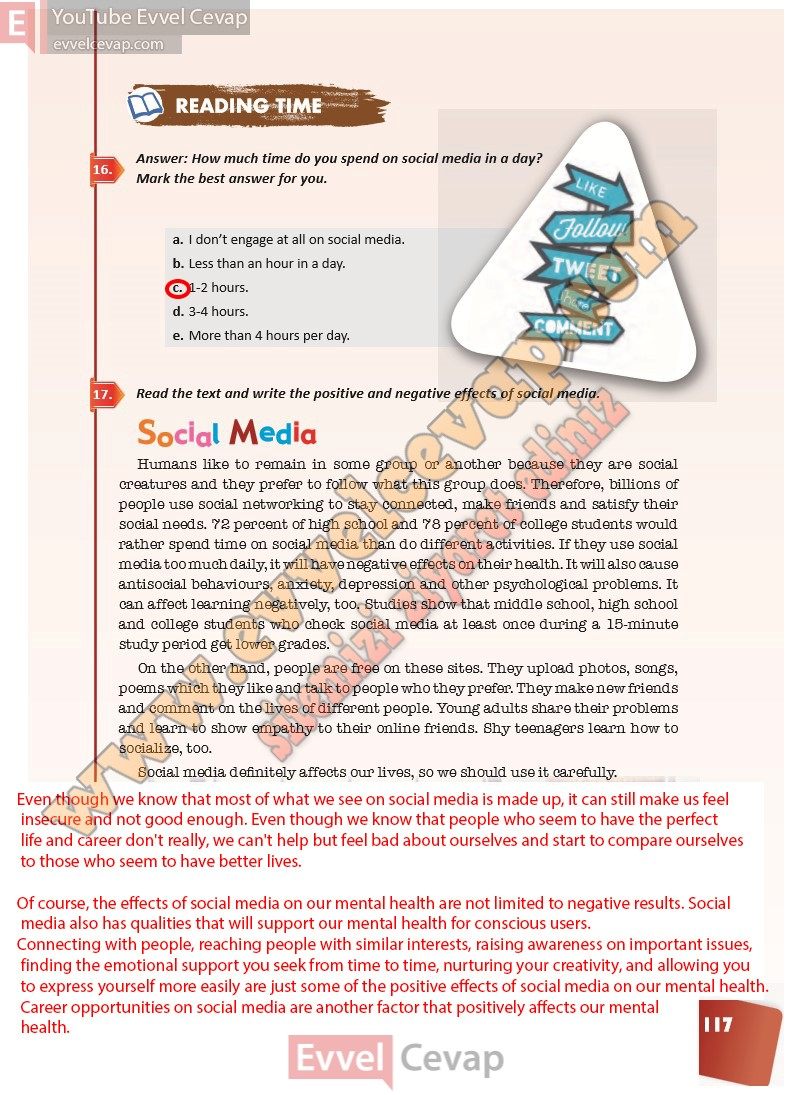 E
YouTube Evvel Cevap
evvelcevap.com
READING TIME
16.
Answer: How much time do you spend on social media in a day?
Mark the best answer for you.
a. I don't engage at all on social media.
b. Less than an hour in a day.
c. 1-2 hours.
d. 3-4 hours.
e. More than 4 hours per day.
LIKE
Follow
TWEET
Share
COMMENT
17.
Read the text and write the positive and negative effects of social media.
Social Media
Humans like to remain in some group or another because they are social
creatures and they prefer to follow what this group does. Therefore, billions of
people use social networking to stay connected, make friends and satisfy their
social needs. 72 percent of high school and 78 percent of college students would
rather spend time on social media than do different activities. If they use social
media too much daily, it will have negative effects on their health. It will also cause
antisocial behaviours, anxiety, depression and other psychological problems. It
can affect learning negatively, too. Studies show that middle school, high school
and college students who check social media at least once during a 15-minute
study period get lower grades.
On the other hand, people are free on these sites. They upload photos, songs,
poems which they like and talk to people who they prefer. They make new friends
and comment on the lives of different people. Young adults share their problems
and learn to show empathy to their online friends. Shy teenagers learn how to
socialize, too.
Social media definitely affects our lives, so we should use it carefully.
www.evvelcevap.com
sitemizi ziyaret ediniz
Even though we know that most of what we see on social media is made up, it can still make us feel
insecure and not good enough. Even though we know that people who seem to have the perfect
life and career don't really, we can't help but feel bad about ourselves and start to compare ourselves
to those who seem to have better lives.
Of course, the effects of social media on our mental health are not limited to negative results. Social
media also has qualities that will support our mental health for conscious users.
Connecting with people, reaching people with similar interests, raising awareness on important issues,
finding the emotional support you seek from time to time, nurturing your creativity, and allowing you
to express yourself more easily are just some of the positive effects of social media on our mental health.
Career opportunities on social media are another factor that positively affects our mental
health.
117
Evvel Cevap